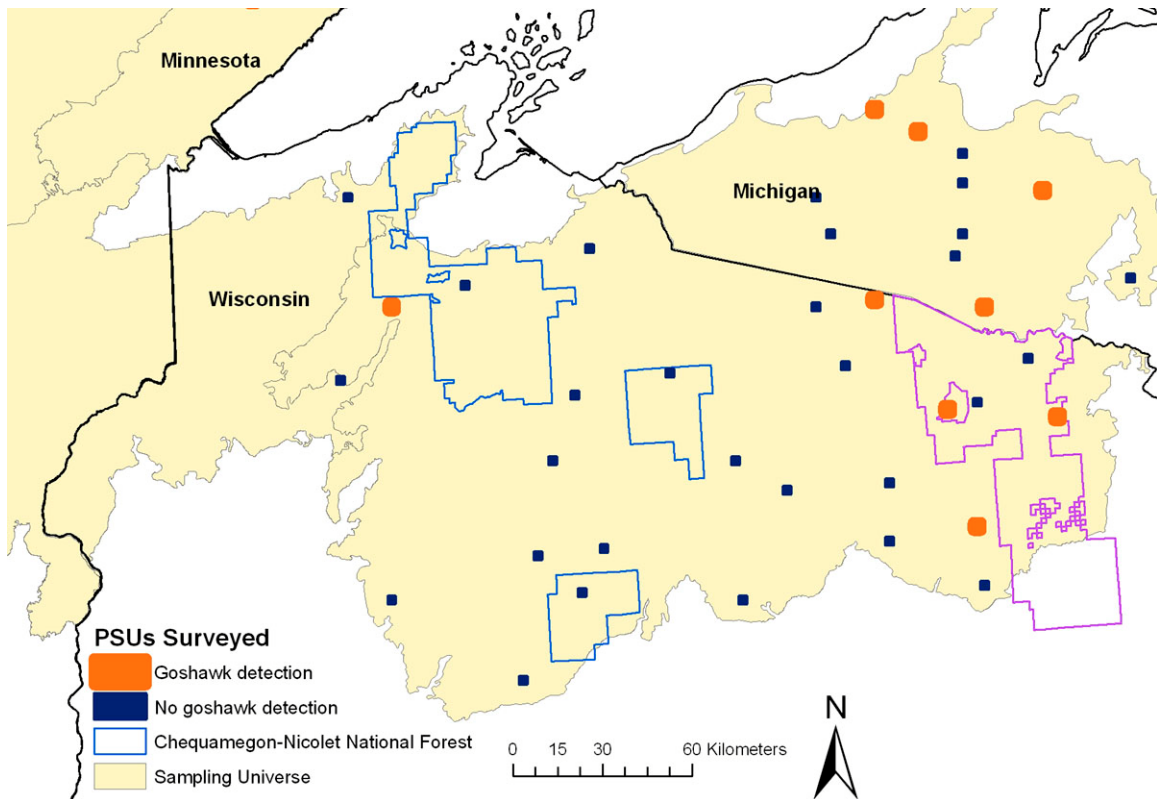 Minnesota
Michigan
Wisconsin
PSUs Surveyed
Goshawk detection
No goshawk detection
Chequamegon-Nicolet National Forest
Sampling Universe
0 15 30 60 Kilometers
N